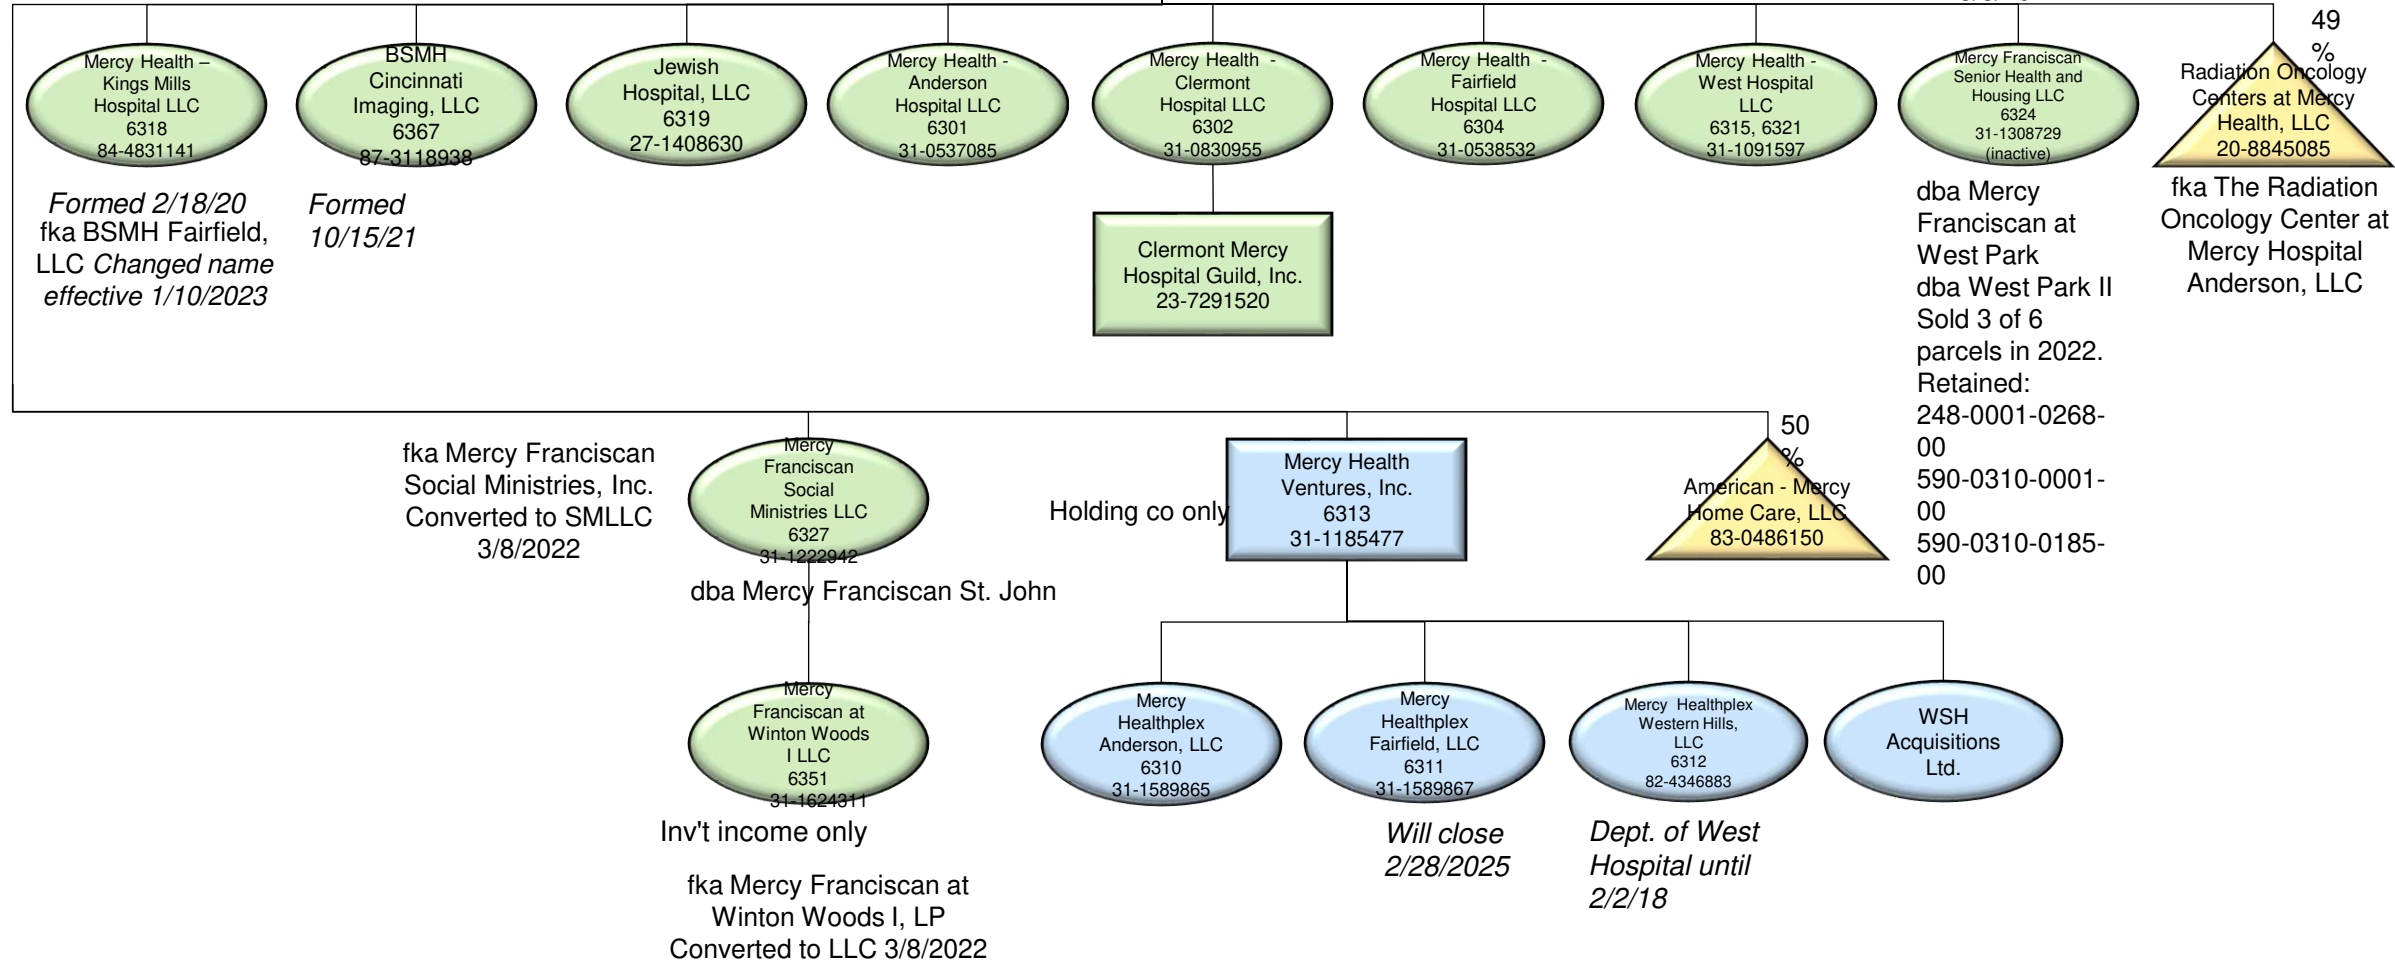 49
%
Mercy Health –
Kings Mills
Hospital LLC
6318
84-4831141
BSMH
Cincinnati
Imaging, LLC
6367
87-3118938
Jewish
Hospital, LLC
6319
27-1408630
Mercy Health -
Anderson
Hospital LLC
6301
31-0537085
Mercy Health -
Clermont
Hospital LLC
6302
31-0830955
Mercy Health -
Fairfield
Hospital LLC
6304
31-0538532
Mercy Health -
West Hospital
LLC
6315, 6321
31-1091597
Mercy Franciscan
Senior Health and
Housing LLC
6324
31-1308729
(inactive)
Radiation Oncology
Centers at Mercy
Health, LLC
20-8845085
Formed 2/18/20
fka BSMH Fairfield,
LLC Changed name
effective 1/10/2023
Formed
10/15/21
Clermont Mercy
Hospital Guild, Inc.
23-7291520
dba Mercy
Franciscan at
West Park
dba West Park II
Sold 3 of 6
parcels in 2022.
Retained:
248-0001-0268-
00
590-0310-0001-
00
590-0310-0185-
00
fka The Radiation
Oncology Center at
Mercy Hospital
Anderson, LLC
fka Mercy Franciscan
Social Ministries, Inc.
Converted to SMLLC
3/8/2022
Mercy
Franciscan
Social
Ministries LLC
6327
31-1222942
dba Mercy Franciscan St. John
Holding co only
Mercy Health
Ventures, Inc.
6313
31-1185477
50
%
American - Mercy
Home Care, LLC
83-0486150
Mercy
Franciscan at
Winton Woods
I LLC
6351
31-1624311
Inv't income only
fka Mercy Franciscan at
Winton Woods I, LP
Converted to LLC 3/8/2022
Mercy
Healthplex
Anderson, LLC
6310
31-1589865
Mercy
Healthplex
Fairfield, LLC
6311
31-1589867
Will close
2/28/2025
Mercy Healthplex
Western Hills,
LLC
6312
82-4346883
Dept. of West
Hospital until
2/2/18
WSH
Acquisitions
Ltd.